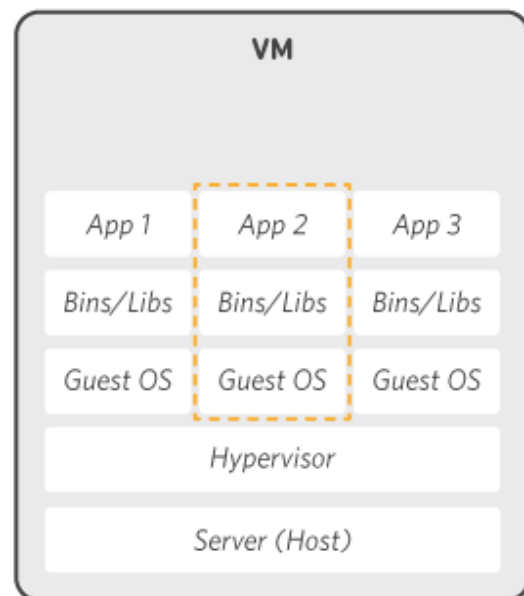 VM
App 1 App 2 App 3
Bins/Libs Bins/Libs Bins/Libs
Guest OS Guest OS Guest OS
Hypervisor
Server (Host)